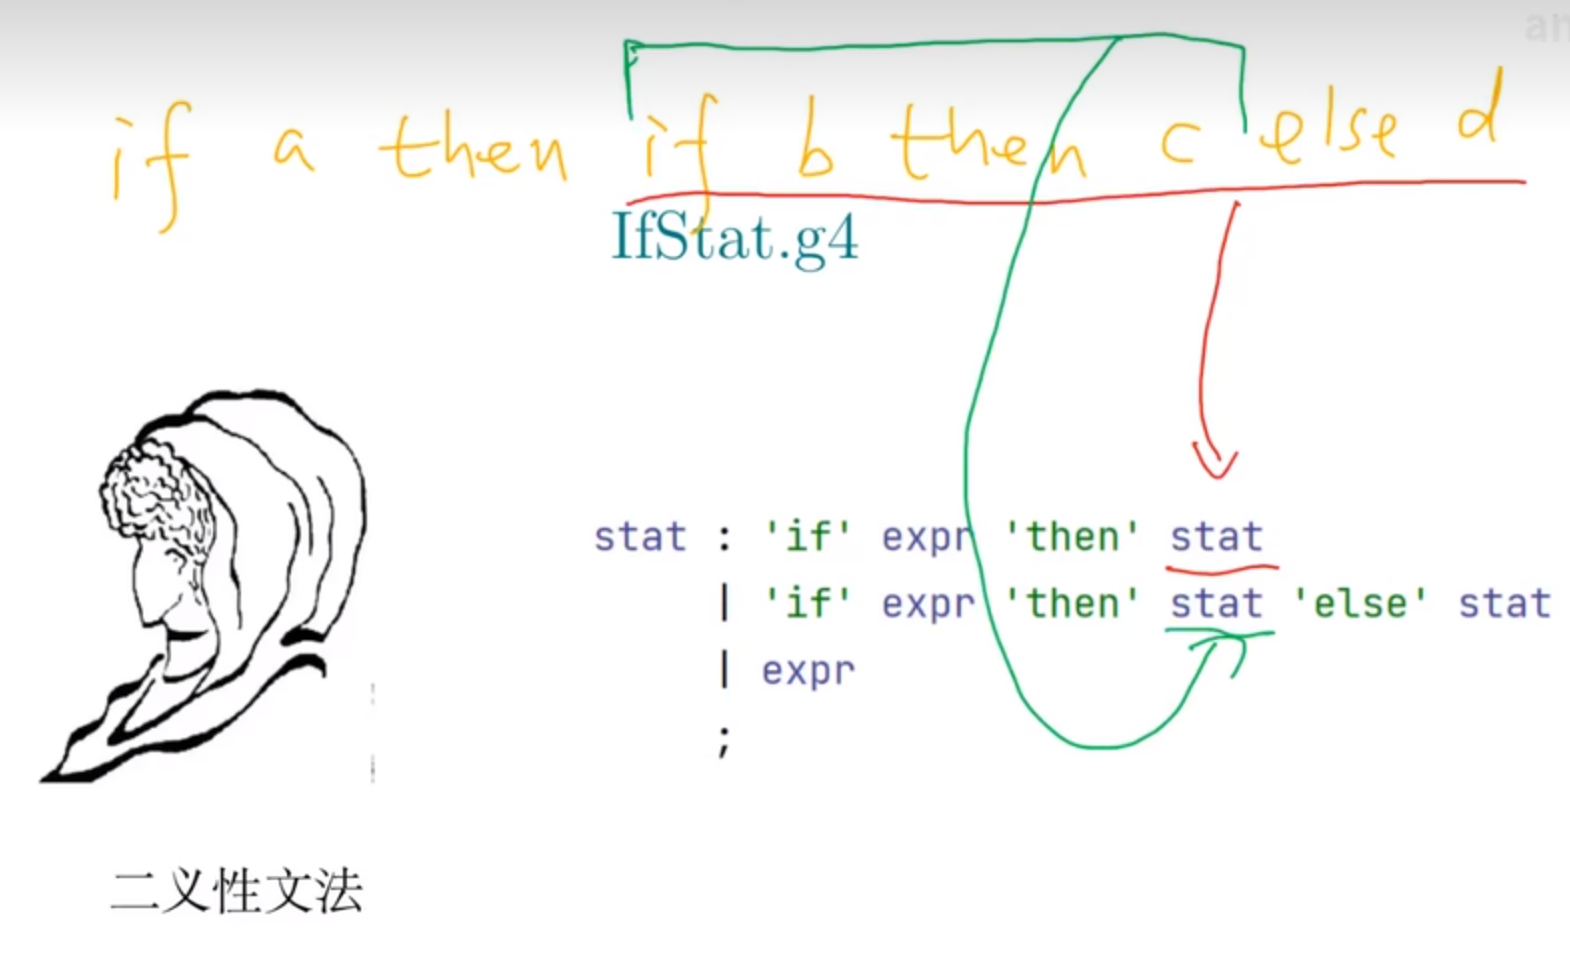 an
if a then if b then c else d
IfStat.g4
stat : 'if' expr 'then' stat
| 'if' expr 'then' stat 'else' stat
| expr
;
二义性文法